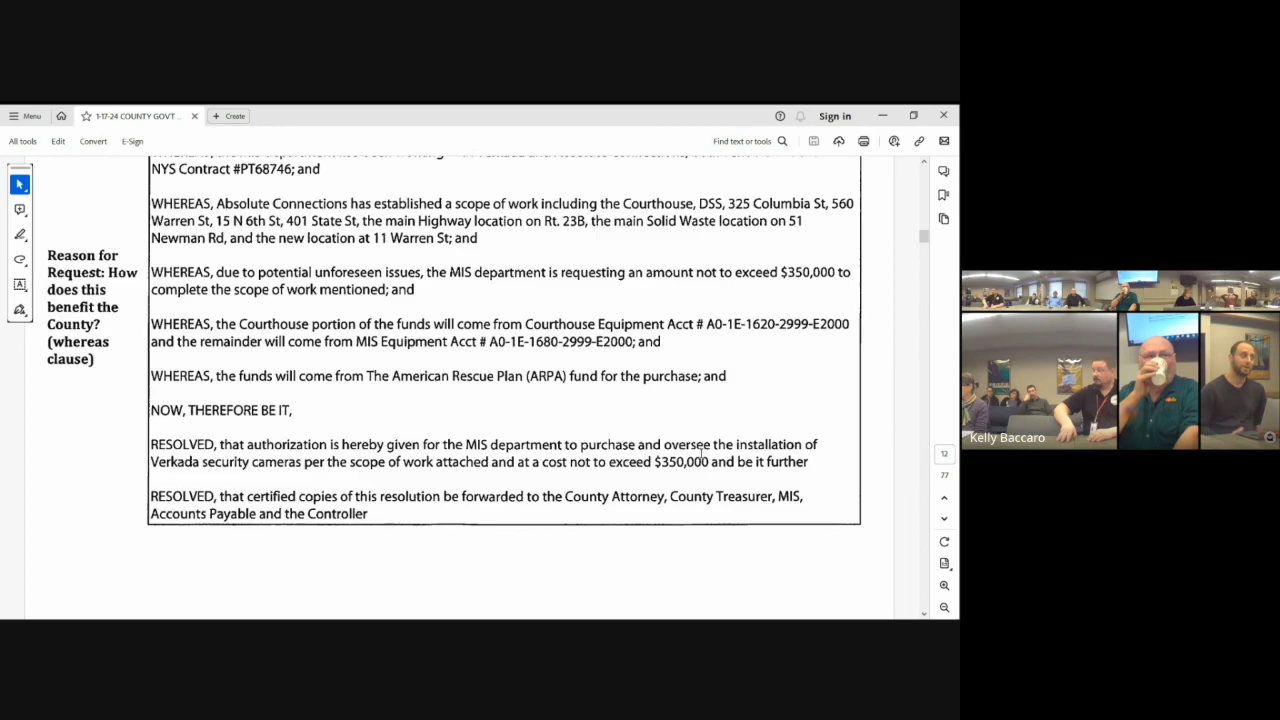 Menu
1-17-24 COUNTY GOVT ...
Create
Sign in
All tools Edit Convert E-Sign
Find text or tools
NYS Contract #PT68746; and
WHEREAS, Absolute Connections has established a scope of work including the Courthouse, DSS, 325 Columbia St, 560
Warren St, 15 N 6th St, 401 State St, the main Highway location on Rt. 23B, the main Solid Waste location on 51
Newman Rd, and the new location at 11 Warren St; and
Reason for
Request: How
does this
benefit the
County?
(whereas
clause)
WHEREAS, due to potential unforeseen issues, the MIS department is requesting an amount not to exceed $350,000 to
complete the scope of work mentioned; and
WHEREAS, the Courthouse portion of the funds will come from Courthouse Equipment Acct # A0-1E-1620-2999-E2000
and the remainder will come from MIS Equipment Acct # A0-1E-1680-2999-E2000; and
WHEREAS, the funds will come from The American Rescue Plan (ARPA) fund for the purchase; and
NOW, THEREFORE BE IT,
RESOLVED, that authorization is hereby given for the MIS department to purchase and oversee the installation of
Verkada security cameras per the scope of work attached and at a cost not to exceed $350,000 and be it further
RESOLVED, that certified copies of this resolution be forwarded to the County Attorney, County Treasurer, MIS,
Accounts Payable and the Controller
12
77
Kelly Baccaro